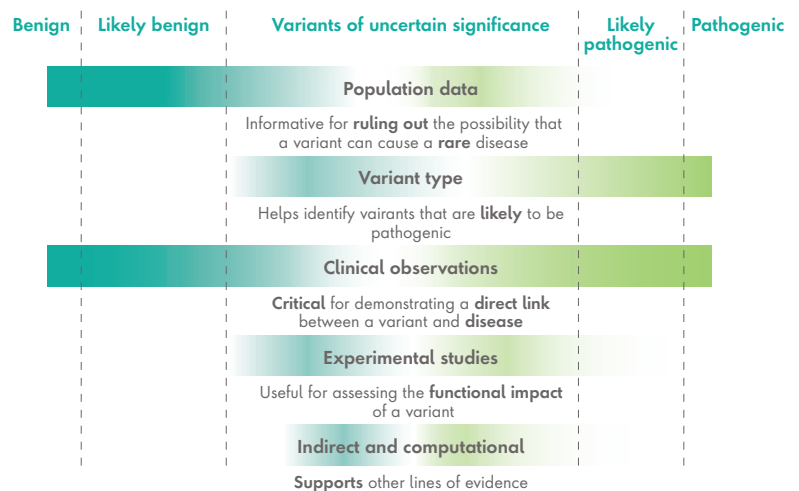 Benign Likely benign Variants of uncertain significance Likely pathogenic Pathogenic
Population data
Informative for ruling out the possibility that
a variant can cause a rare disease
Variant type
Helps identify vairants that are likely to be
pathogenic
Clinical observations
Critical for demonstrating a direct link
between a variant and disease
Experimental studies
Useful for assessing the functional impact
of a variant
Indirect and computational
Supports other lines of evidence